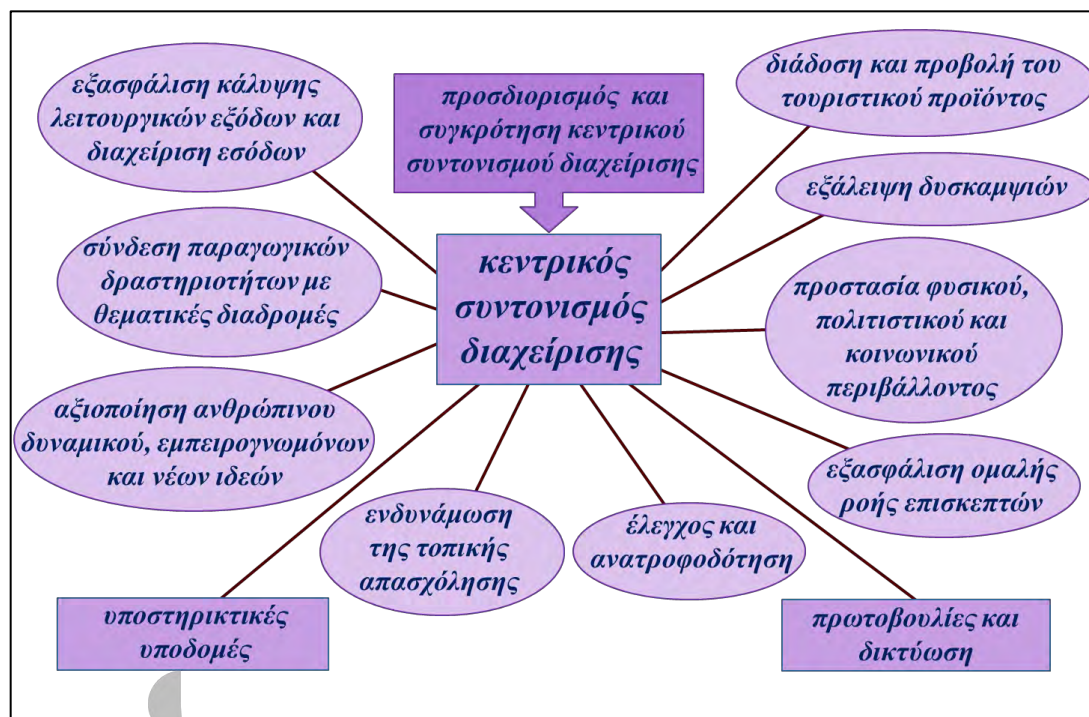 εξασφάλιση κάλυψης
λειτουργικών εξόδων και
διαχείριση εσόδων
προσδιορισμός και
συγκρότηση κεντρικού
συντονισμού διαχείρισης
διάδοση και προβολή του
τουριστικού προϊόντος
εξάλειψη δυσκαμψιών
σύνδεση παραγωγικών
δραστηριοτήτων με
θεματικές διαδρομές
κεντρικός
συντονισμός
διαχείρισης
προστασία φυσικού,
πολιτιστικού και
κοινωνικού
περιβάλλοντος
αξιοποίηση ανθρώπινου
δυναμικού, εμπειρογνωμόνων
και νέων ιδεών
εξασφάλιση ομαλής
ροής επισκεπτών
ενδυνάμωση
της τοπικής
απασχόλησης
έλεγχος και
ανατροφοδότηση
υποστηρικτικές
υποδομές
πρωτοβουλίες και
δικτύωση